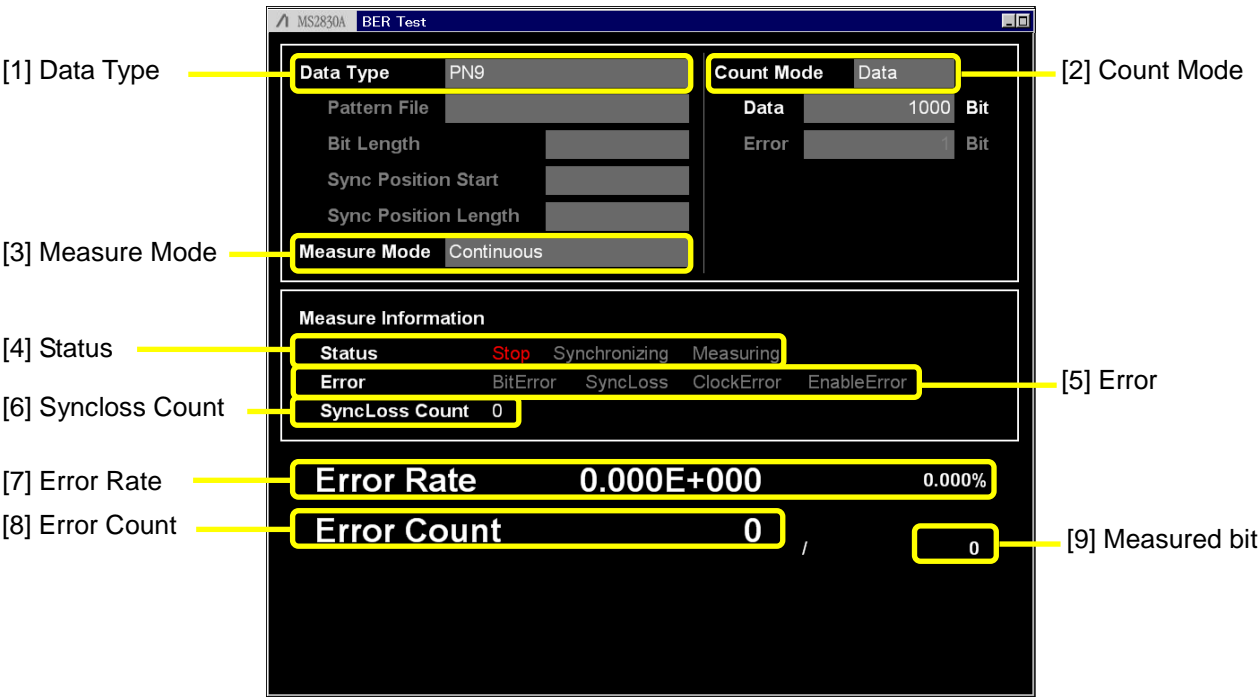 MS2830A BER Test
[1] Data Type
Data Type PN9
Count Mode Data
[2] Count Mode
Pattern File
Data 1000 Bit
Bit Length
Error 1 Bit
Sync Position Start
Sync Position Length
[3] Measure Mode
Measure Mode Continuous
Measure Information
[4] Status
Status Stop Synchronizing Measuring
Error BitError SyncLoss ClockError EnableError
[5] Error
[6] Syncloss Count
SyncLoss Count 0
[7] Error Rate
Error Rate 0.000E+000 0.000%
[8] Error Count
Error Count 0 / 0
[9] Measured bit